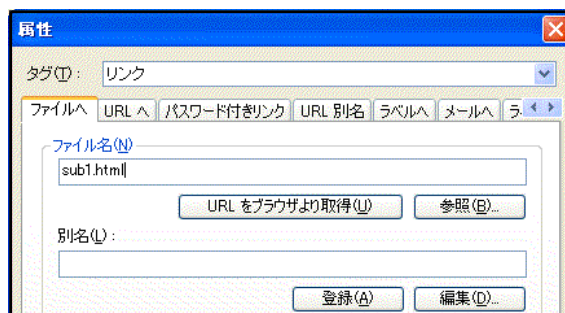 属性
タグ(T): リンク
ファイルへ URL へ パスワード付きリンク URL 別名 ラベルへ メールへ
ファイル名(N)
sub1.html
URL をブラウザより取得(U) 参照(B)...
別名(L):
登録(A) 編集(D)...